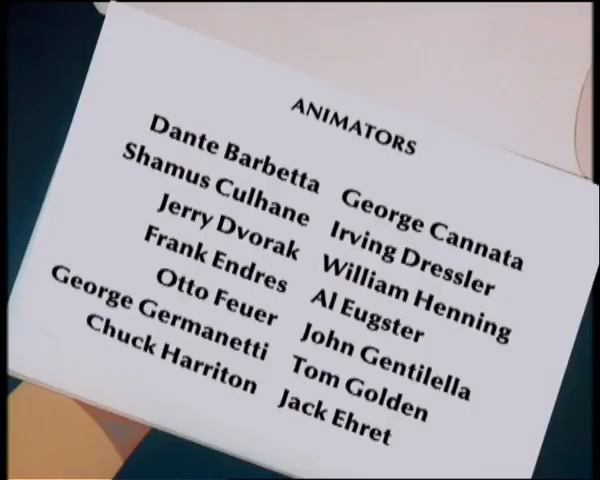 ANIMATORS
Dante Barbetta George Cannata
Shamus Culhane Irving Dressler
Jerry Dvorak William Henning
Frank Endres Al Eugster
Otto Feuer John Gentilella
George Germanetti Tom Golden
Chuck Harriton Jack Ehret